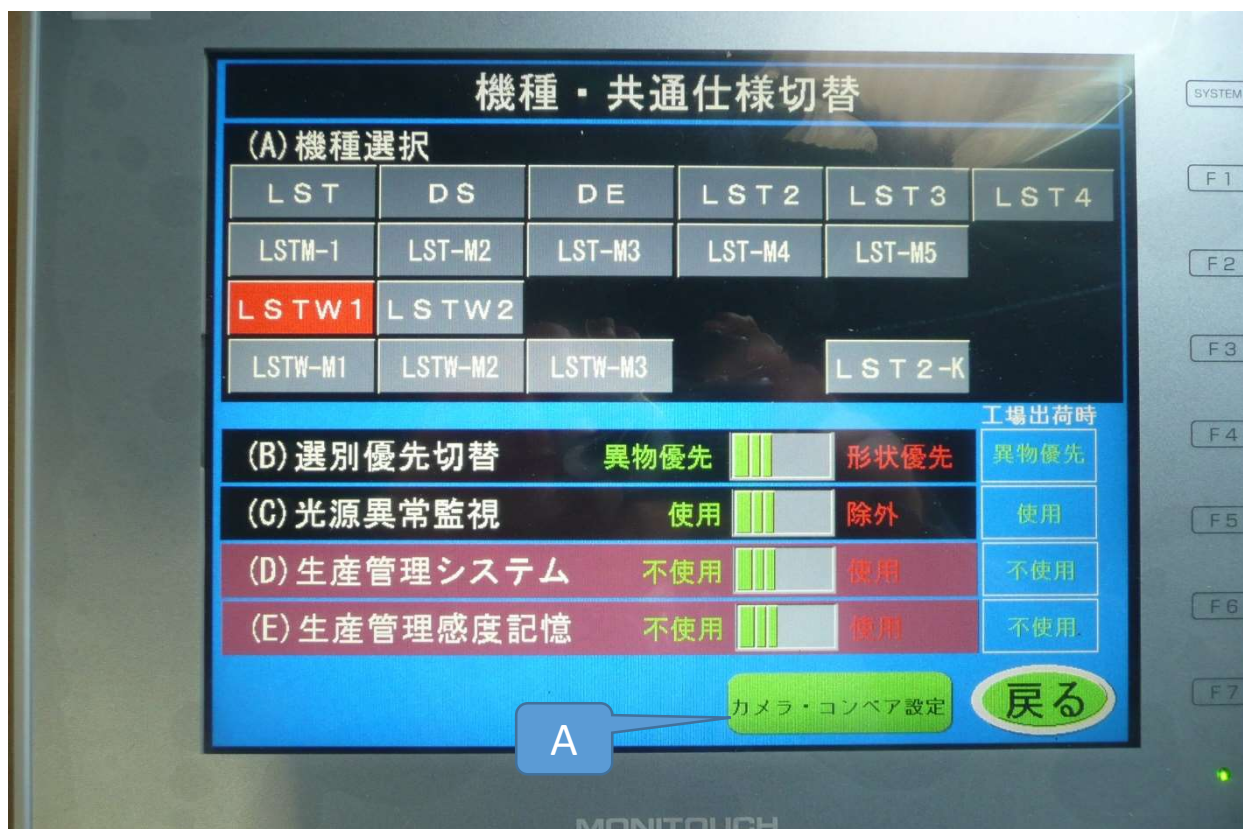 機種・共通仕様切替
(A)機種選択
LST DS DE LST2 LST3 LST4
LSTM-1 LST-M2 LST-M3 LST-M4 LST-M5
LSTW1 LSTW2
LSTW-M1 LSTW-M2 LSTW-M3 LST2-K
工場出荷時
(B)選別優先切替 異物優先 形状優先 異物優先
(C)光源異常監視 使用 除外 使用
(D)生産管理システム 不使用 使用 不使用
(E)生産管理感度記憶 不使用 使用 不使用
カメラ・コンベア設定 戻る
A
SYSTEM
F1
F2
F3
F4
F5
F6
F7
MONITOUCH